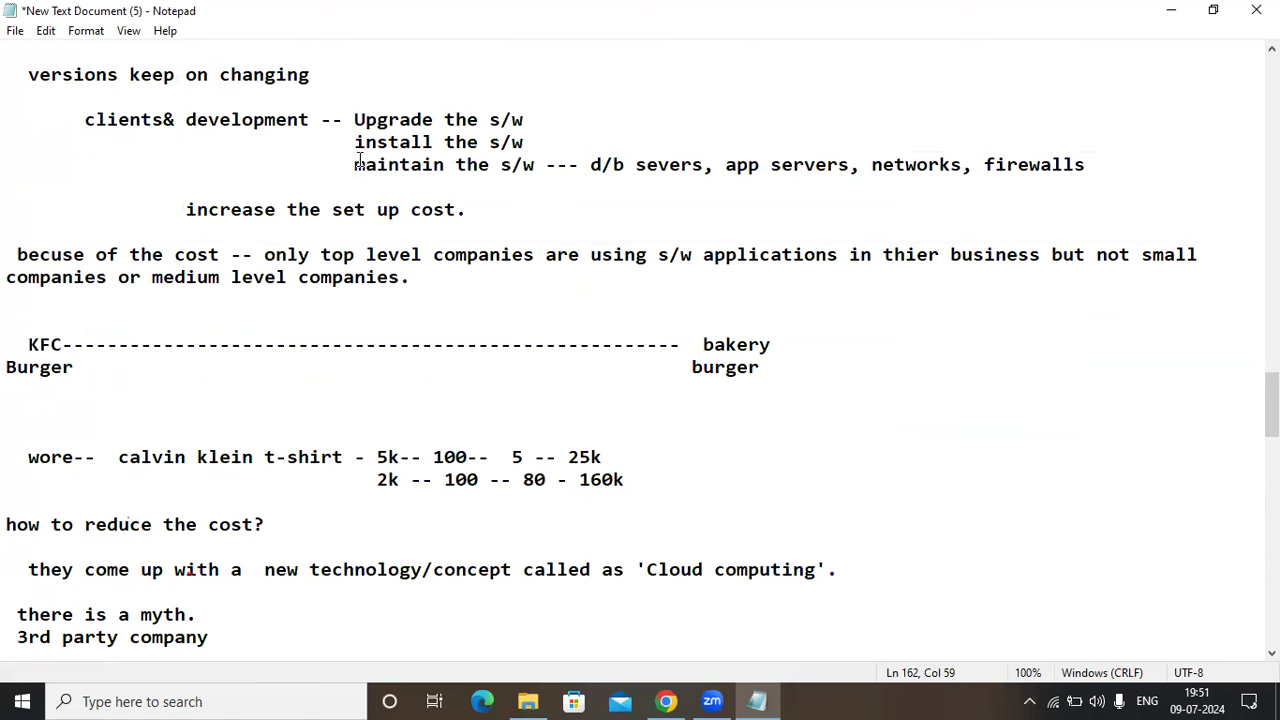 *New Text Document (5) - Notepad
File Edit Format View Help
versions keep on changing
clients& development -- Upgrade the s/w
install the s/w
maintain the s/w --- d/b severs, app servers, networks, firewalls
increase the set up cost.
becuse of the cost -- only top level companies are using s/w applications in thier business but not small
companies or medium level companies.
KFC------------------------------------------------------- bakery
Burger burger
wore-- calvin klein t-shirt - 5k-- 100-- 5 -- 25k
2k -- 100 -- 80 - 160k
how to reduce the cost?
they come up with a new technology/concept called as 'Cloud computing'.
there is a myth.
3rd party company
Ln 162, Col 59 100% Windows (CRLF) UTF-8
Type here to search
zm
ENG
19:51
09-07-2024